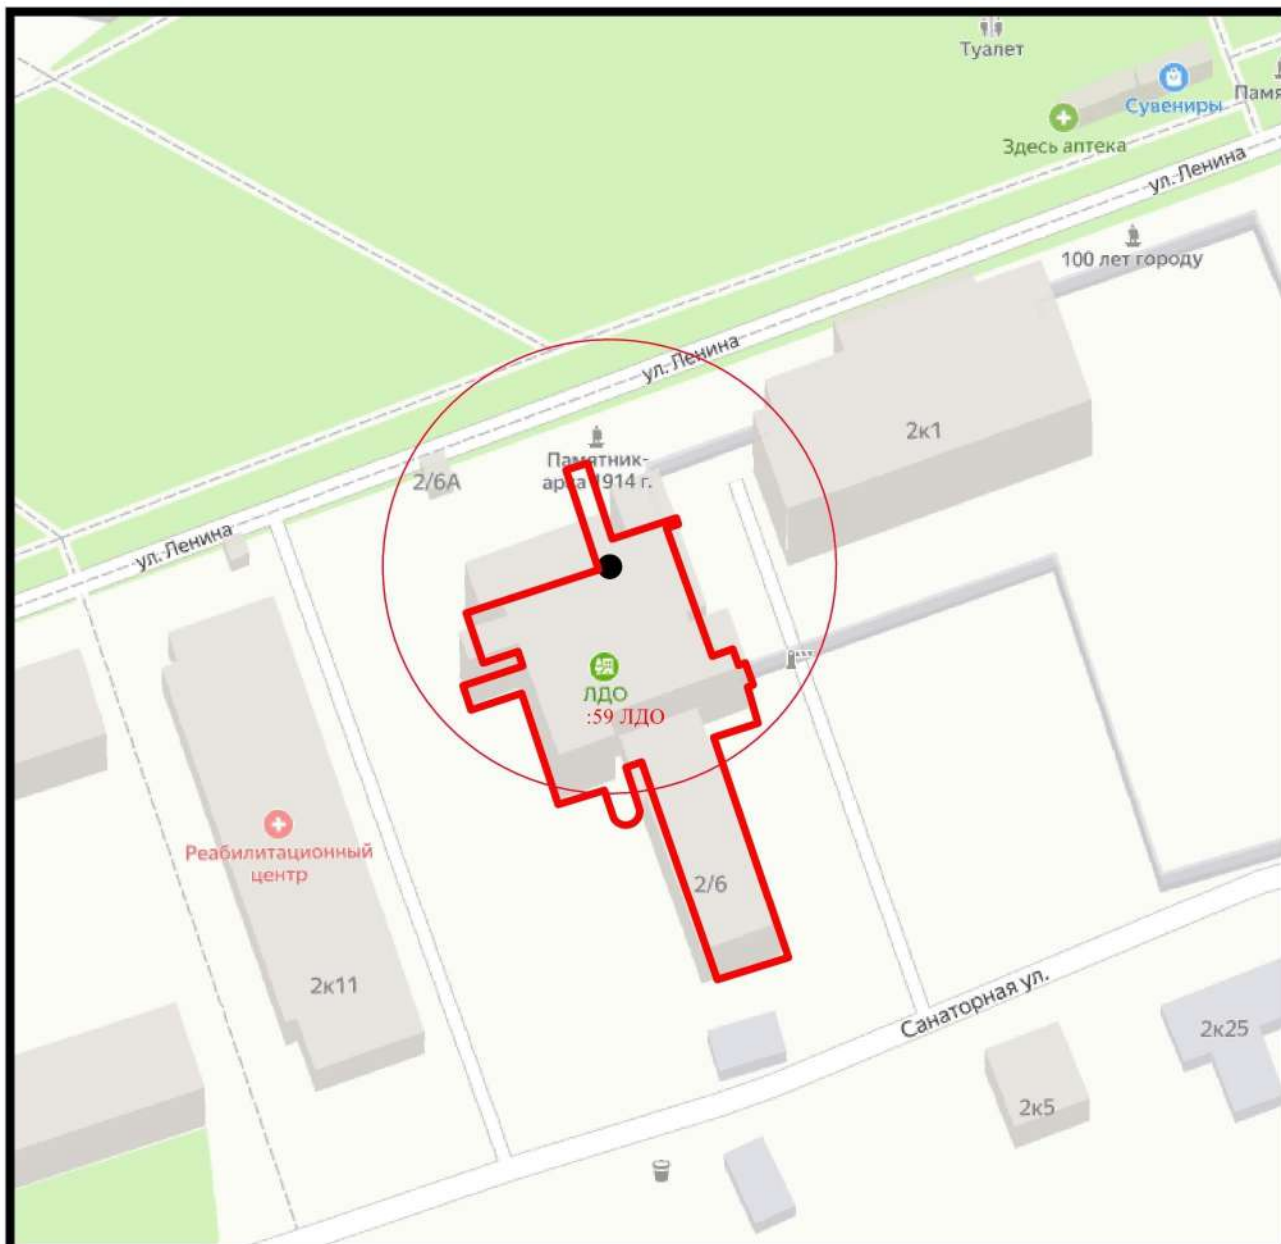 Туалет
Сувениры
Памя
Здесь аптека
ул. Ленина
100 лет городу
ул. Ленина
2к1
Памятник-
арка 1914 г.
2/6А
ул. Ленина
ЛДО
:59 ЛДО
Реабилитационный
центр
2/6
2к11
Санаторная ул.
2к25
2к5